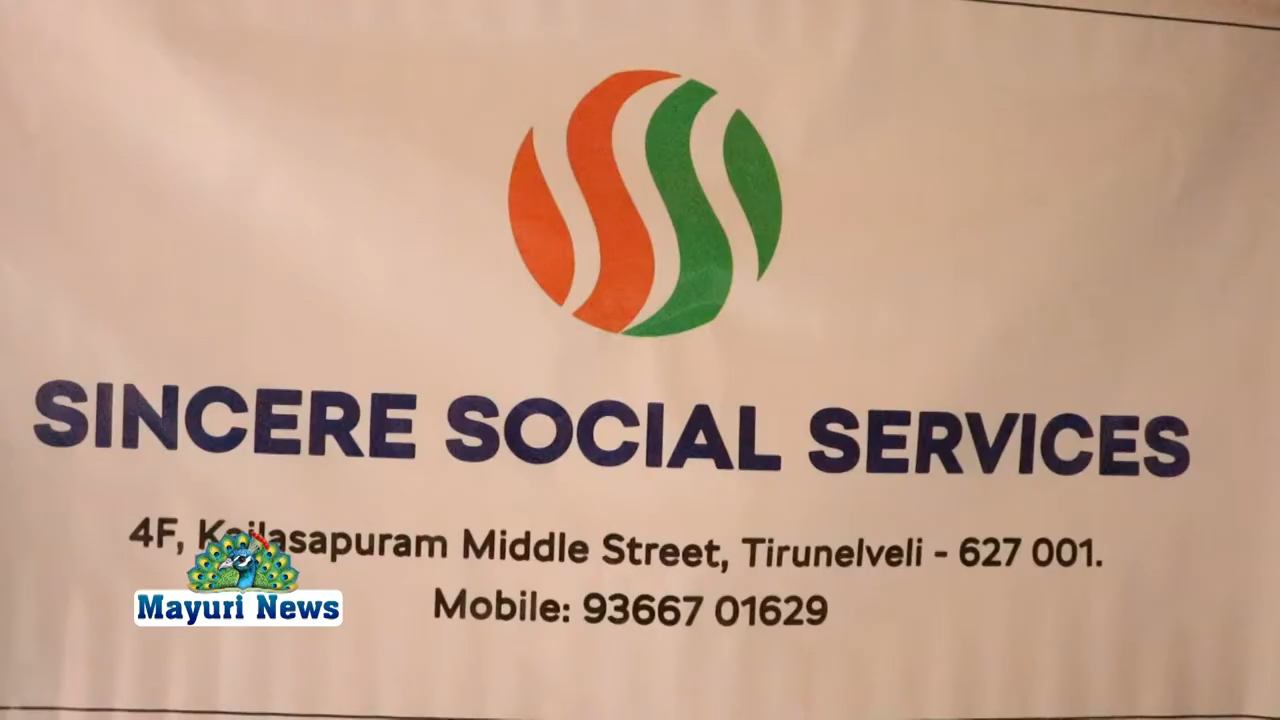 SINCERE SOCIAL SERVICES
4F, Kailasapuram Middle Street, Tirunelveli - 627 001.
Mobile: 93667 01629
Mayuri News